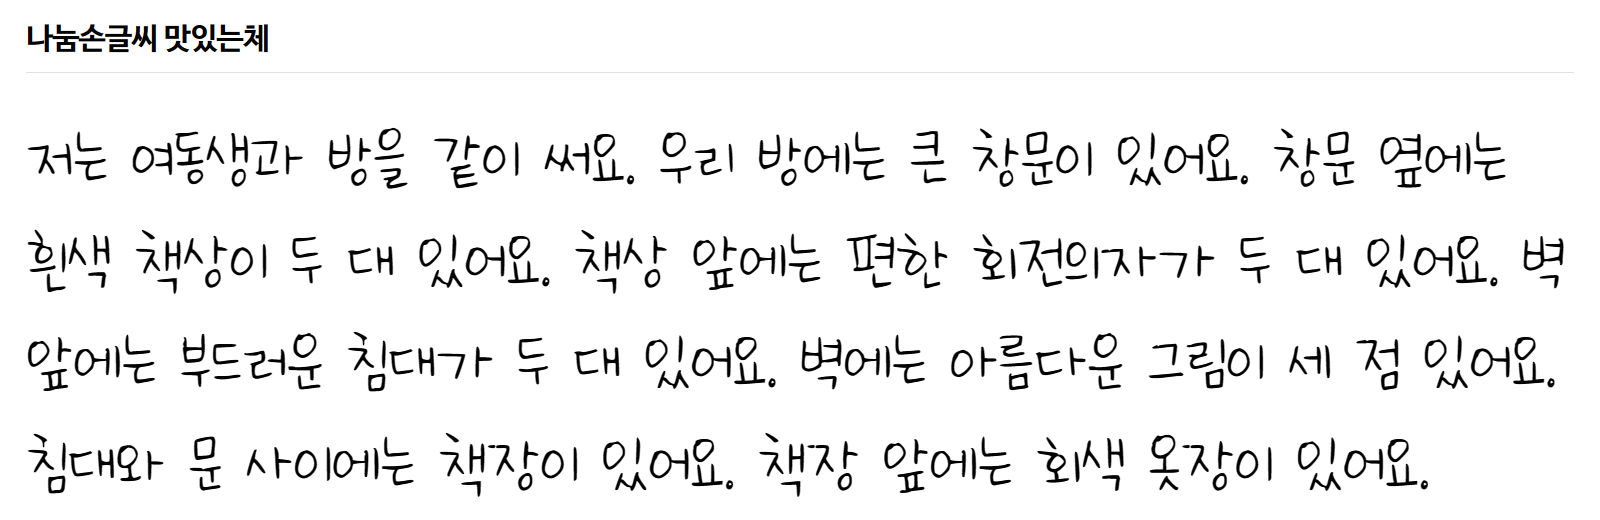 나눔손글씨 맛있는체
저는 여동생과 방을 같이 써요. 우리 방에는 큰 창문이 있어요. 창문 옆에는
흰색 책상이 두 대 있어요. 책상 앞에는 편한 회전의자가 두 대 있어요. 벽
앞에는 부드러운 침대가 두 대 있어요. 벽에는 아름다운 그림이 세 점 있어요.
침대와 문 사이에는 책장이 있어요. 책장 앞에는 회색 옷장이 있어요.